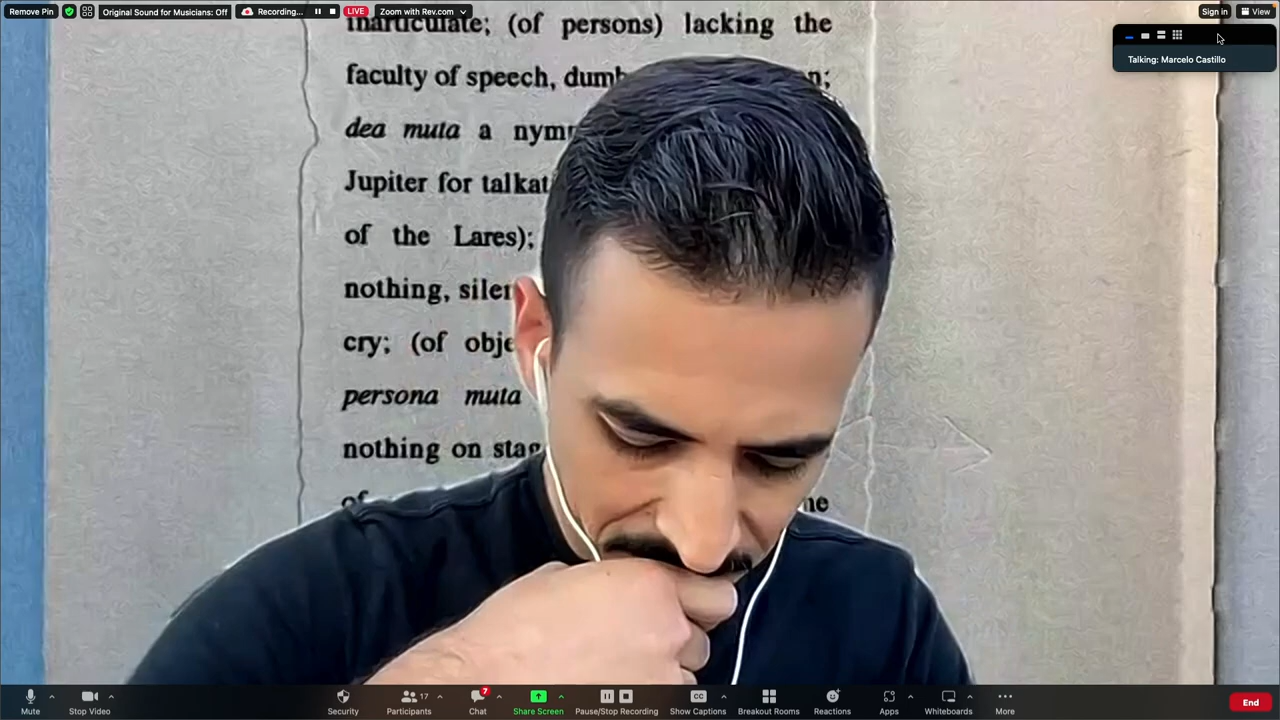 Remove Pin
Original Sound for Musicians: Off
Recording...
LIVE
Zoom with Rev.com
Sign in
View
Talking: Marcelo Castillo
inarticulate; (of persons) lacking the
faculty of speech, dumb
n;
dea muta a nym
Jupiter for talkat
of the Lares);
nothing, silen
cry; (of obje
persona muta
nothing on stag
of
he
Mute
Stop Video
Security
17
Participants
7
Chat
Share Screen
Pause/Stop Recording
CC
Show Captions
Breakout Rooms
Reactions
Apps
Whiteboards
More
End